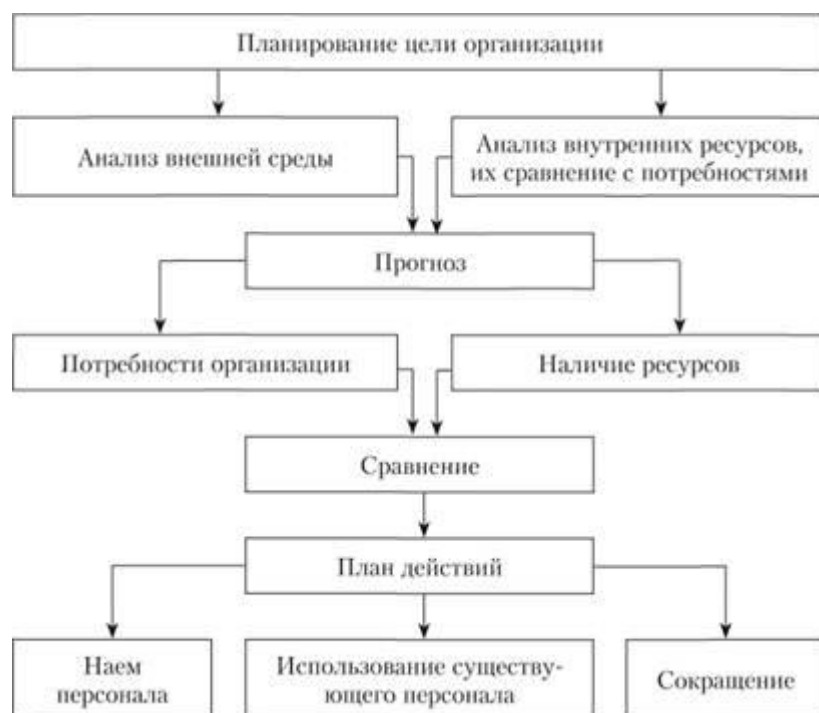 Планирование цели организации
Анализ внешней среды
Анализ внутренних ресурсов,
их сравнение с потребностями
Прогноз
Потребности организации
Наличие ресурсов
Сравнение
План действий
Наем
персонала
Использование существу-
ющего персонала
Сокращение